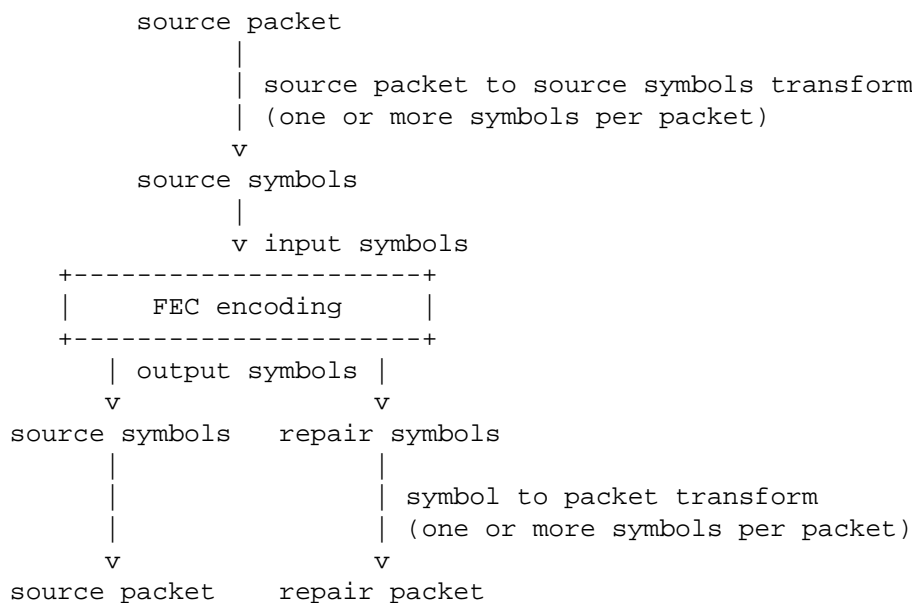 source packet
|
| source packet to source symbols transform
| (one or more symbols per packet)
v
source symbols
|
v input symbols
+----------------------+
| FEC encoding |
+----------------------+
| output symbols |
v v
source symbols repair symbols
| |
| | symbol to packet transform
| | (one or more symbols per packet)
v v
source packet repair packet